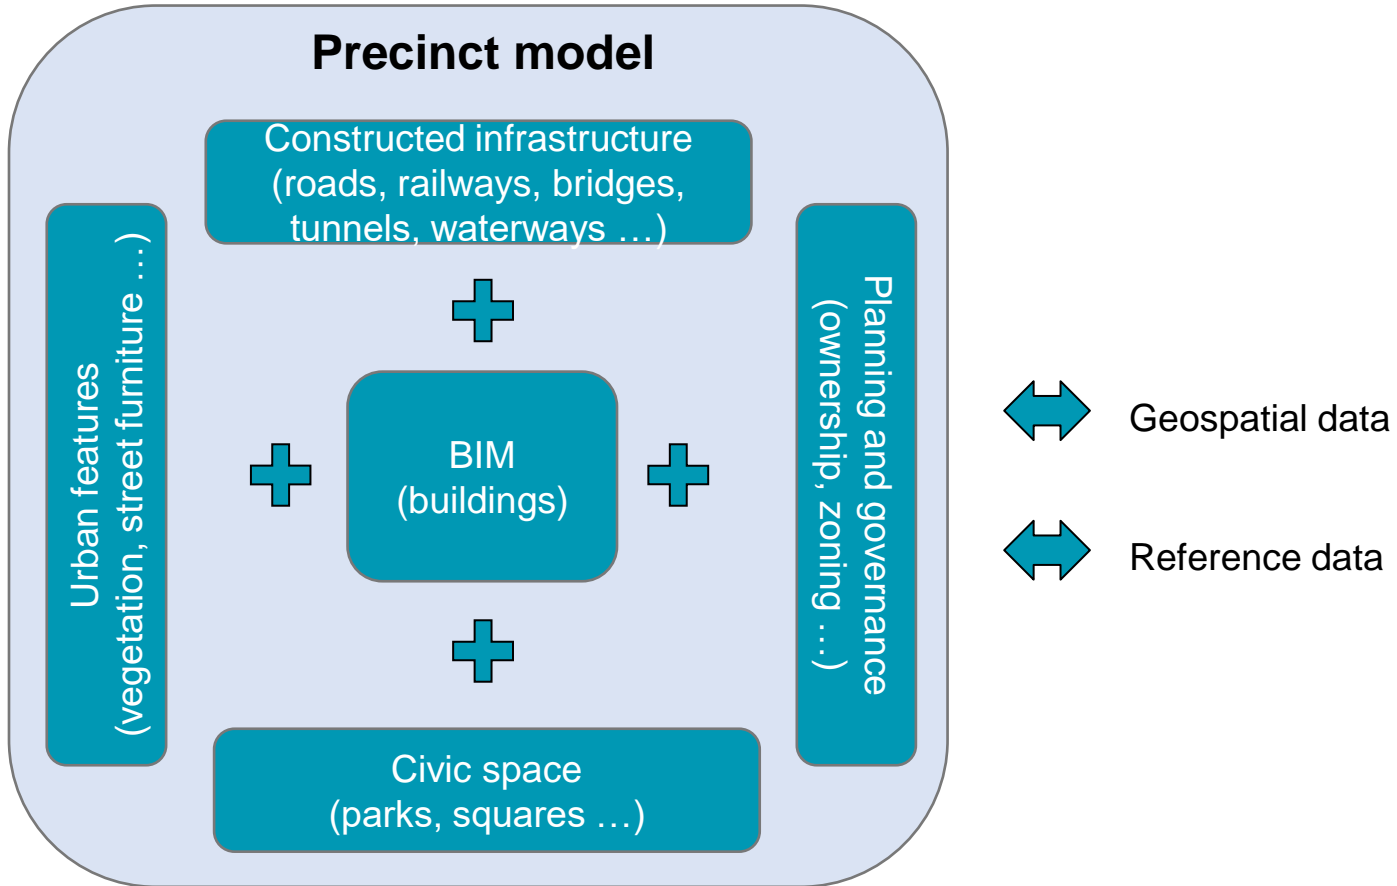 Precinct model
Constructed infrastructure
(roads, railways, bridges,
tunnels, waterways …)
Urban features
(vegetation, street furniture …)
BIM
(buildings)
Planning and governance
(ownership, zoning …)
Civic space
(parks, squares …)
Geospatial data
Reference data